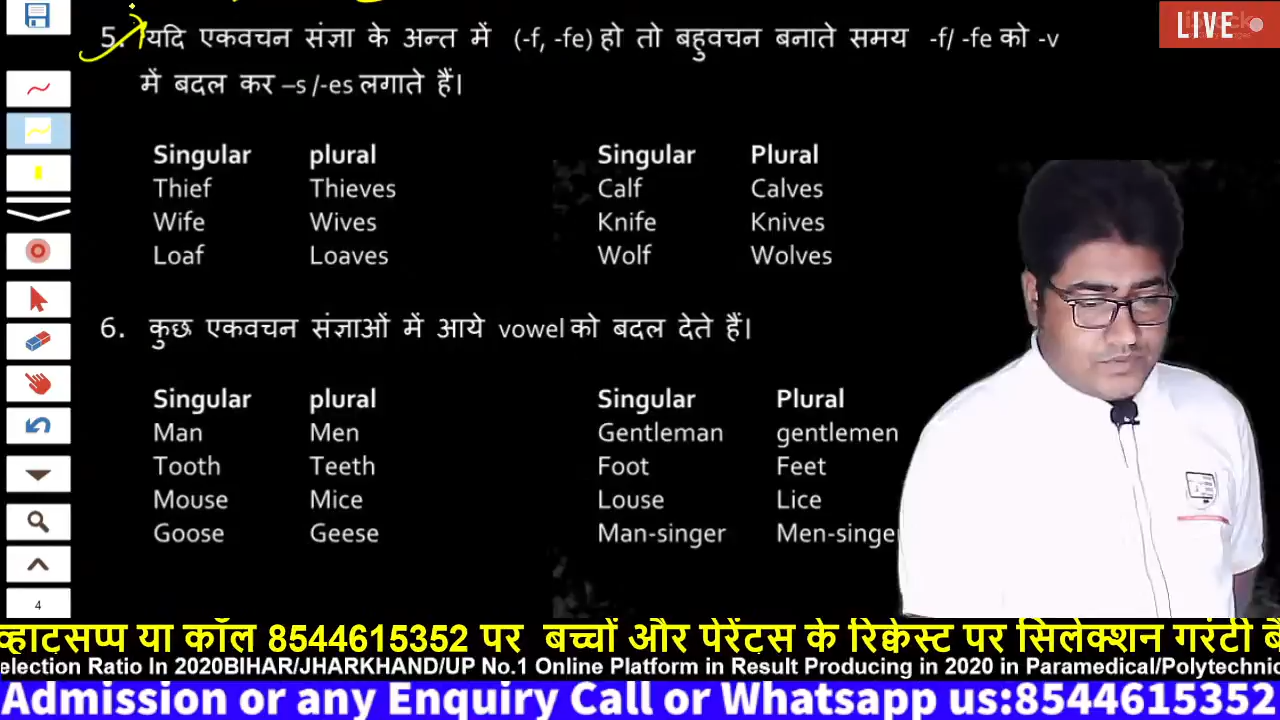 5. यदि एकवचन संज्ञा के अन्त में (-f, -fe) हो तो बहुवचन बनाते समय -f/ -fe को -v
में बदल कर –s /-es लगाते हैं।
LIVE
Singular plural Singular Plural
Thief Thieves Calf Calves
Wife Wives Knife Knives
Loaf Loaves Wolf Wolves
6. कुछ एकवचन संज्ञाओं में आये vowel को बदल देते हैं।
Singular plural Singular Plural
Man Men Gentleman gentlemen
Tooth Teeth Foot Feet
Mouse Mice Louse Lice
Goose Geese Man-singer Men-singe
4
व्हाट्सप्प या कॉल 8544615352 पर बच्चों और पेरेंट्स के रिक्वेस्ट पर सिलेक्शन गारंटी बै
election Ratio In 2020BIHAR/JHARKHAND/UP No.1 Online Platform in Result Producing in 2020 in Paramedical/Polytechnic
Admission or any Enquiry Call or Whatsapp us:8544615352